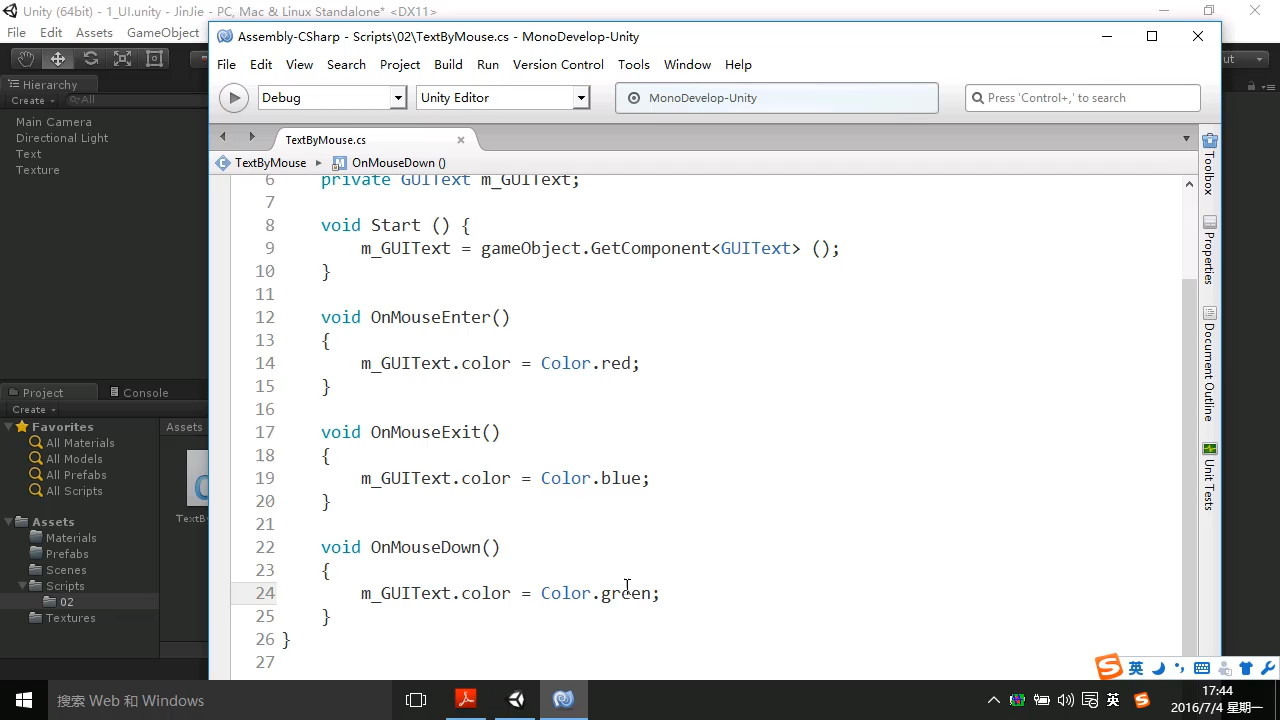 Unity (64bit) - 1_UI.unity - JinJie - PC, Mac & Linux Standalone* <DX11>
File Edit Assets GameObject
Assembly-CSharp - Scripts\02\TextByMouse.cs - MonoDevelop-Unity
File Edit View Search Project Build Run Version Control Tools Window Help
Debug Unity Editor MonoDevelop-Unity Press 'Control+,' to search
Hierarchy
Create All
Main Camera
Directional Light
Text
Texture
TextByMouse.cs
TextByMouse OnMouseDown ()
6 private GUIText m_GUIText;
7
8 void Start () {
9 m_GUIText = gameObject.GetComponent<GUIText> ();
10 }
11
12 void OnMouseEnter()
13 {
14 m_GUIText.color = Color.red;
15 }
16
17 void OnMouseExit()
18 {
19 m_GUIText.color = Color.blue;
20 }
21
22 void OnMouseDown()
23 {
24 m_GUIText.color = Color.green;
25 }
26 }
27
Toolbox
Properties
Document Outline
Unit Tests
Project Console
Create
Favorites
All Materials
All Models
All Prefabs
All Scripts
Assets
Materials
Prefabs
Scenes
Scripts
02
Textures
Assets
TextBy
英
搜索 Web 和 Windows
英
17:44
2016/7/4 星期一